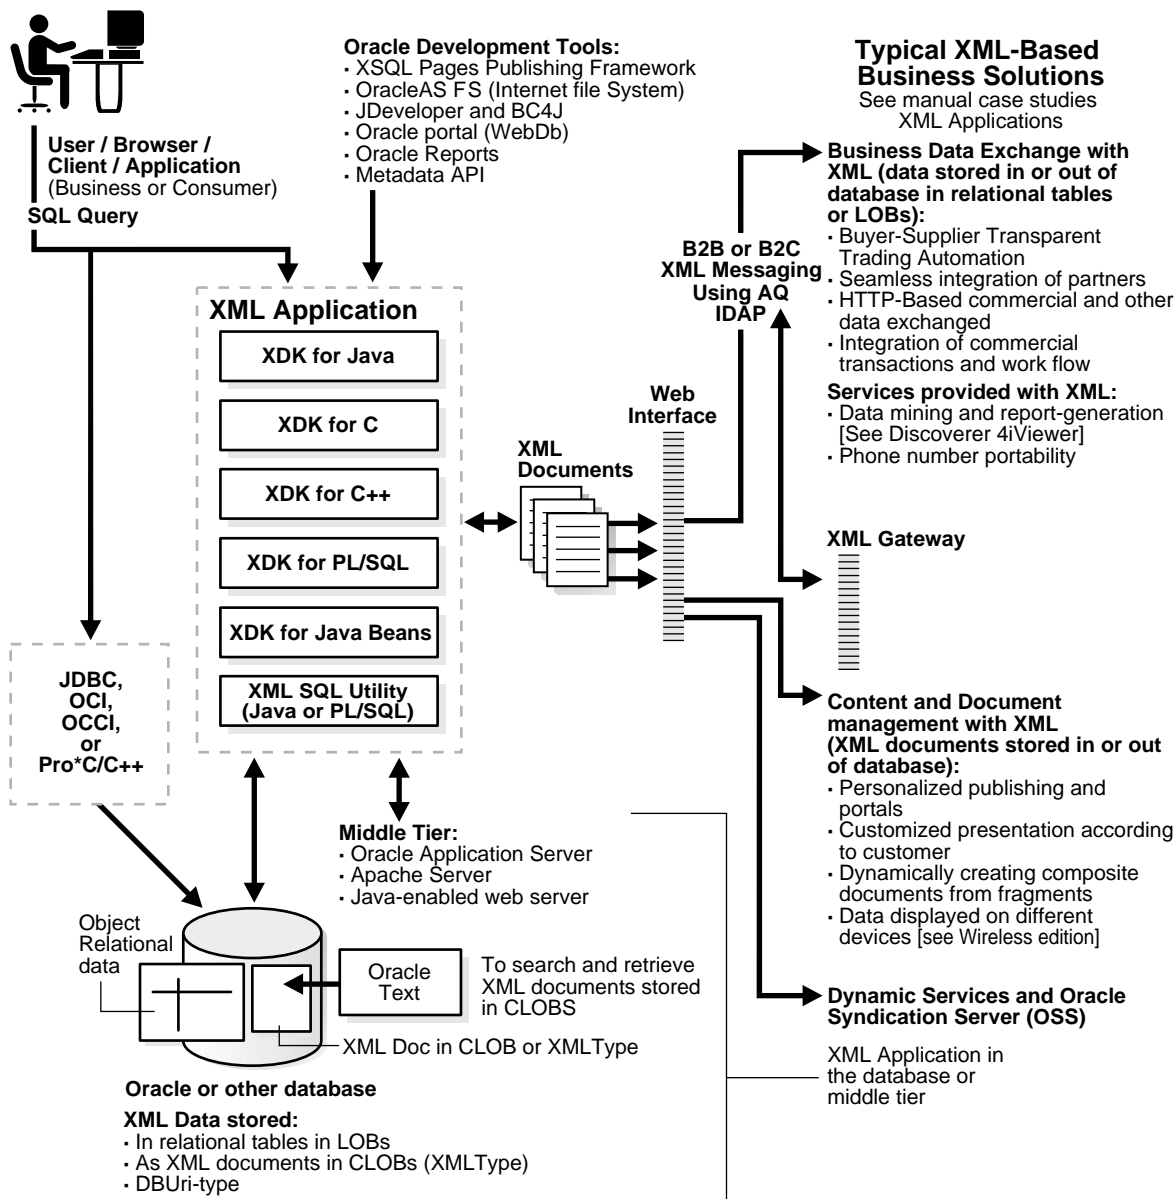 User / Browser /
Client / Application
(Business or Consumer)
SQL Query
Oracle Development Tools:
· XSQL Pages Publishing Framework
· OracleAS FS (Internet file System)
· JDeveloper and BC4J
· Oracle portal (WebDb)
· Oracle Reports
· Metadata API
Typical XML-Based
Business Solutions
See manual case studies
XML Applications
XML Application
XDK for Java
XDK for C
XDK for C++
XDK for PL/SQL
XDK for Java Beans
XML SQL Utility
(Java or PL/SQL)
JDBC,
OCI,
OCCI,
or
Pro*C/C++
XML
Documents
Web
Interface
B2B or B2C
XML Messaging
Using AQ
IDAP
Business Data Exchange with
XML (data stored in or out of
database in relational tables
or LOBs):
· Buyer-Supplier Transparent
Trading Automation
· Seamless integration of partners
· HTTP-Based commercial and other
data exchanged
· Integration of commercial
transactions and work flow
Services provided with XML:
· Data mining and report-generation
[See Discoverer 4iViewer]
· Phone number portability
XML Gateway
Content and Document
management with XML
(XML documents stored in or out
of database):
· Personalized publishing and
portals
· Customized presentation according
to customer
· Dynamically creating composite
documents from fragments
· Data displayed on different
devices [see Wireless edition]
Dynamic Services and Oracle
Syndication Server (OSS)
XML Application in
the database or
middle tier
Middle Tier:
· Oracle Application Server
· Apache Server
· Java-enabled web server
Object
Relational
data
Oracle
Text
To search and retrieve
XML documents stored
in CLOBS
XML Doc in CLOB or XMLType
Oracle or other database
XML Data stored:
· In relational tables in LOBs
· As XML documents in CLOBs (XMLType)
· DBUri-type